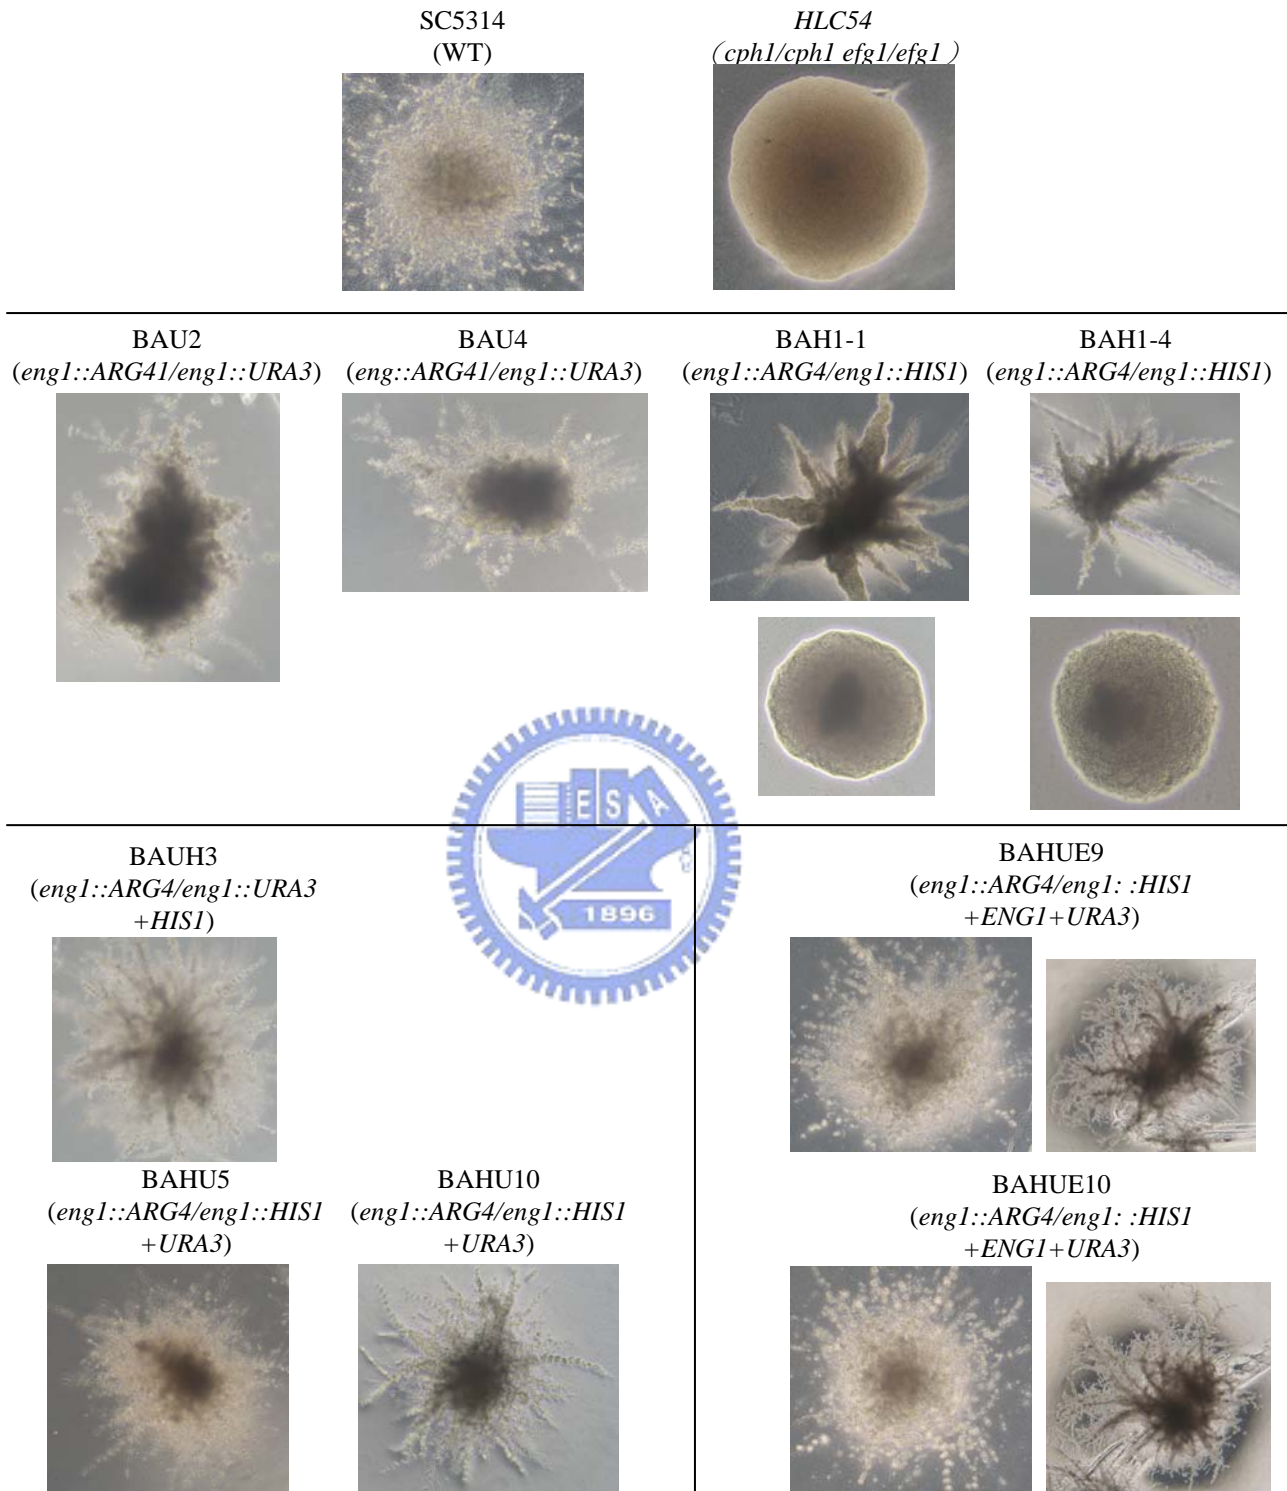 SC5314
(WT)
HLC54
(cph1/cph1 efg1/efg1 )
BAU2
(eng1::ARG41/eng1::URA3)
BAU4
(eng::ARG41/eng1::URA3)
BAH1-1
(eng1::ARG4/eng1::HIS1)
BAH1-4
(eng1::ARG4/eng1::HIS1)
E S A
1896
BAUH3
(eng1::ARG4/eng1::URA3
+HIS1)
BAHUE9
(eng1::ARG4/eng1: :HIS1
+ENG1+URA3)
BAHU5
(eng1::ARG4/eng1::HIS1
+URA3)
BAHU10
(eng1::ARG4/eng1::HIS1
+URA3)
BAHUE10
(eng1::ARG4/eng1: :HIS1
+ENG1+URA3)